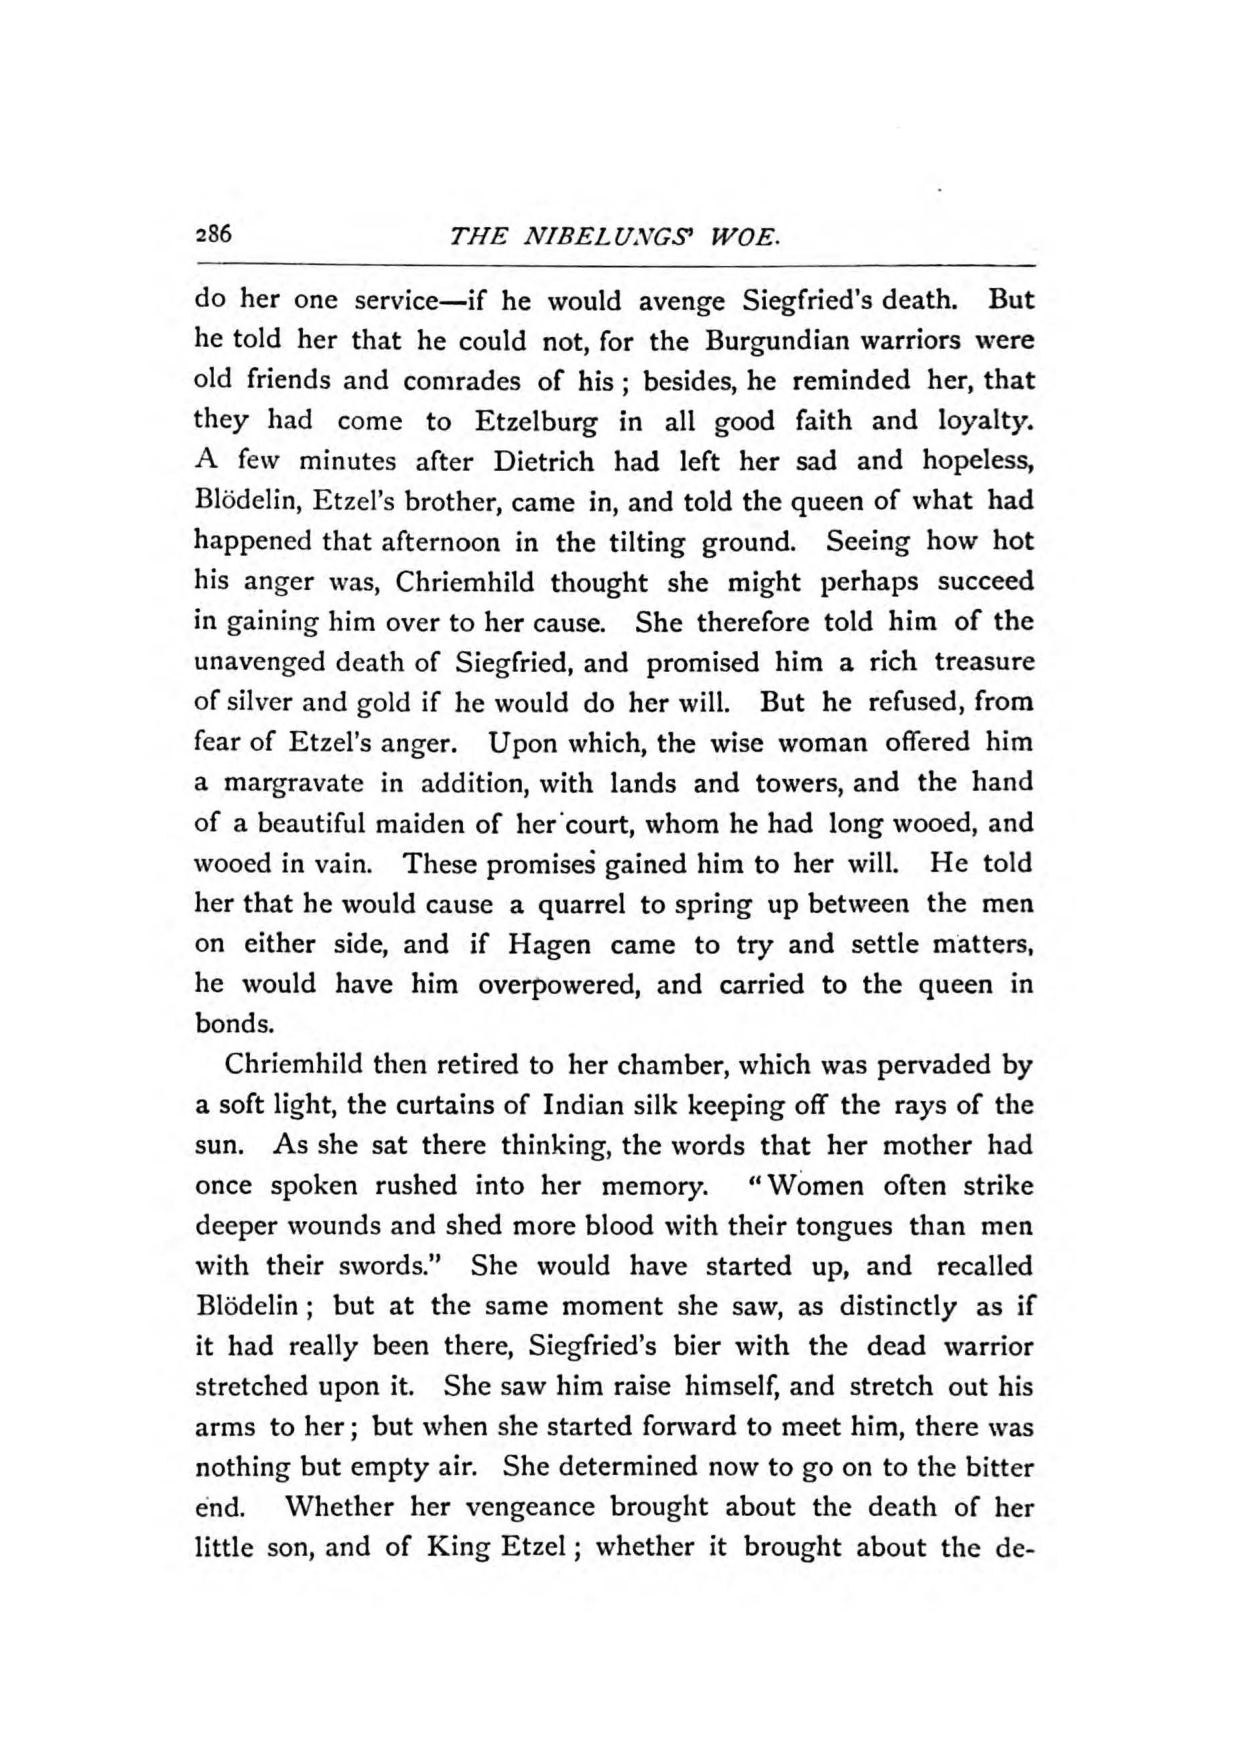 286 THE NIBELUNGS' WOE.
do her one service—if he would avenge Siegfried's death. But
he told her that he could not, for the Burgundian warriors were
old friends and comrades of his ; besides, he reminded her, that
they had come to Etzelburg in all good faith and loyalty.
A few minutes after Dietrich had left her sad and hopeless,
Blödelin, Etzel's brother, came in, and told the queen of what had
happened that afternoon in the tilting ground. Seeing how hot
his anger was, Chriemhild thought she might perhaps succeed
in gaining him over to her cause. She therefore told him of the
unavenged death of Siegfried, and promised him a rich treasure
of silver and gold if he would do her will. But he refused, from
fear of Etzel's anger. Upon which, the wise woman offered him
a margravate in addition, with lands and towers, and the hand
of a beautiful maiden of her court, whom he had long wooed, and
wooed in vain. These promises gained him to her will. He told
her that he would cause a quarrel to spring up between the men
on either side, and if Hagen came to try and settle matters,
he would have him overpowered, and carried to the queen in
bonds.
Chriemhild then retired to her chamber, which was pervaded by
a soft light, the curtains of Indian silk keeping off the rays of the
sun. As she sat there thinking, the words that her mother had
once spoken rushed into her memory. “Women often strike
deeper wounds and shed more blood with their tongues than men
with their swords.” She would have started up, and recalled
Blödelin ; but at the same moment she saw, as distinctly as if
it had really been there, Siegfried's bier with the dead warrior
stretched upon it. She saw him raise himself, and stretch out his
arms to her ; but when she started forward to meet him, there was
nothing but empty air. She determined now to go on to the bitter
end. Whether her vengeance brought about the death of her
little son, and of King Etzel ; whether it brought about the de-